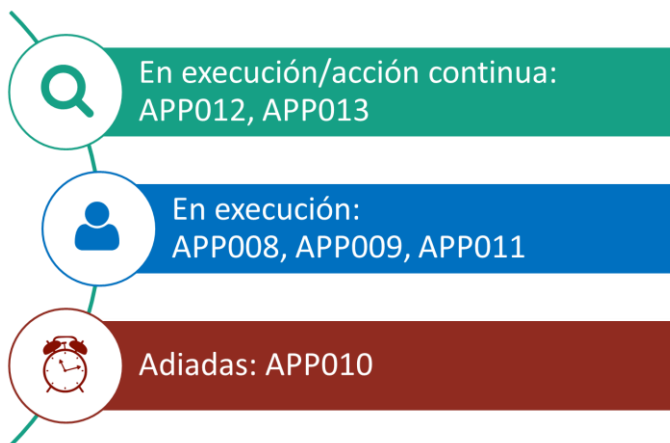 En execución/acción continua:
APP012, APP013
En execución:
APP008, APP009, APP011
Adiadas: APP010